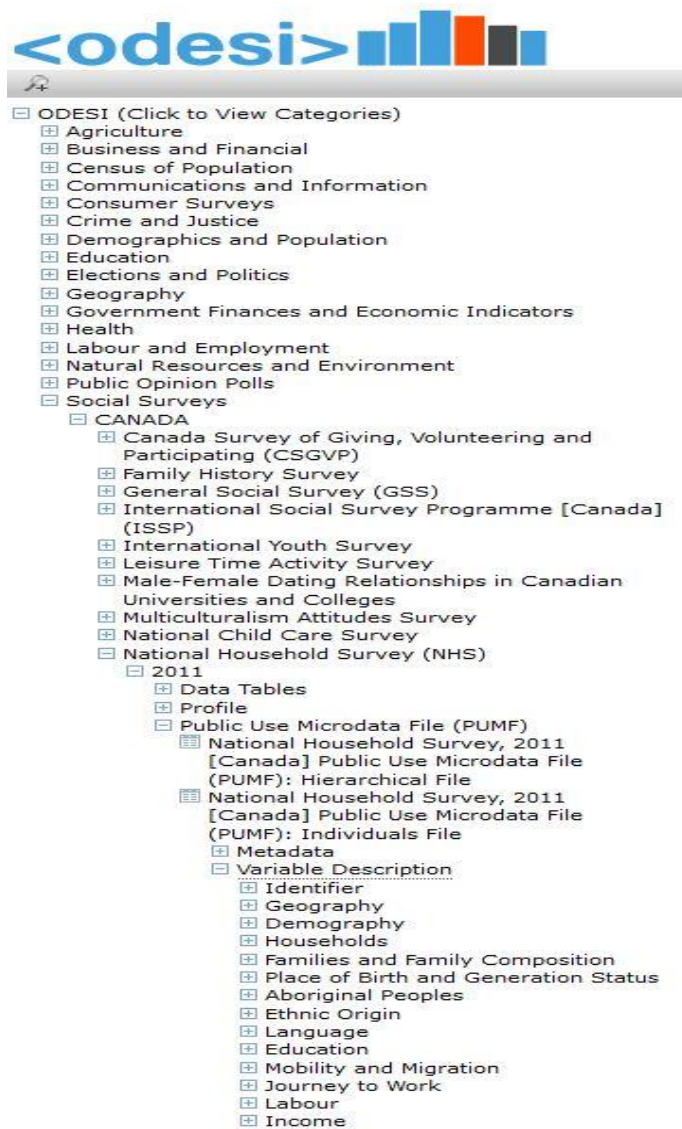 <odesi>
ODESI (Click to View Categories)
Agriculture
Business and Financial
Census of Population
Communications and Information
Consumer Surveys
Crime and Justice
Demographics and Population
Education
Elections and Politics
Geography
Government Finances and Economic Indicators
Health
Labour and Employment
Natural Resources and Environment
Public Opinion Polls
Social Surveys
CANADA
Canada Survey of Giving, Volunteering and
Participating (CSGVP)
Family History Survey
General Social Survey (GSS)
International Social Survey Programme [Canada]
(ISSP)
International Youth Survey
Leisure Time Activity Survey
Male-Female Dating Relationships in Canadian
Universities and Colleges
Multiculturalism Attitudes Survey
National Child Care Survey
National Household Survey (NHS)
2011
Data Tables
Profile
Public Use Microdata File (PUMF)
National Household Survey, 2011
[Canada] Public Use Microdata File
(PUMF): Hierarchical File
National Household Survey, 2011
[Canada] Public Use Microdata File
(PUMF): Individuals File
Metadata
Variable Description
Identifier
Geography
Demography
Households
Families and Family Composition
Place of Birth and Generation Status
Aboriginal Peoples
Ethnic Origin
Language
Education
Mobility and Migration
Journey to Work
Labour
Income